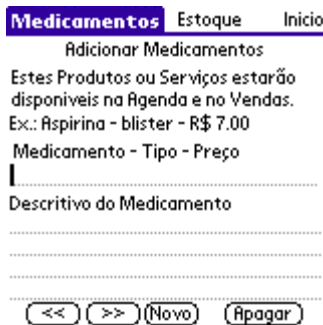 Medicamentos Estoque Inicio
Adicionar Medicamentos
Estes Produtos ou Serviços estarão
disponiveis na Agenda e no Vendas.
Ex.: Aspirina - blister - R$ 7.00
Medicamento - Tipo - Preço
Descritivo do Medicamento
<< >> Novo Apagar